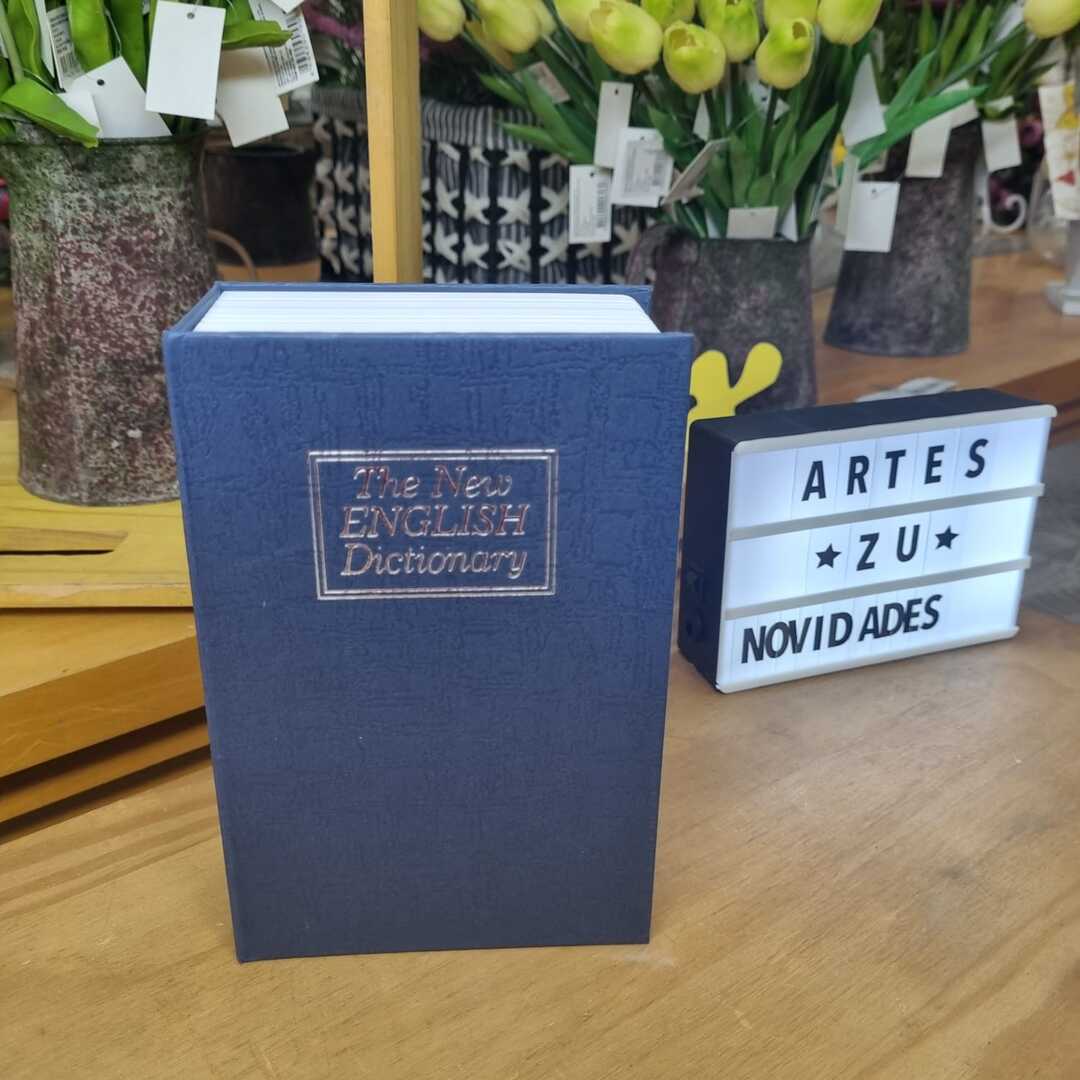 The New
ENGLISH
Dictionary
ARTES
★ZU★
NOVIDADES